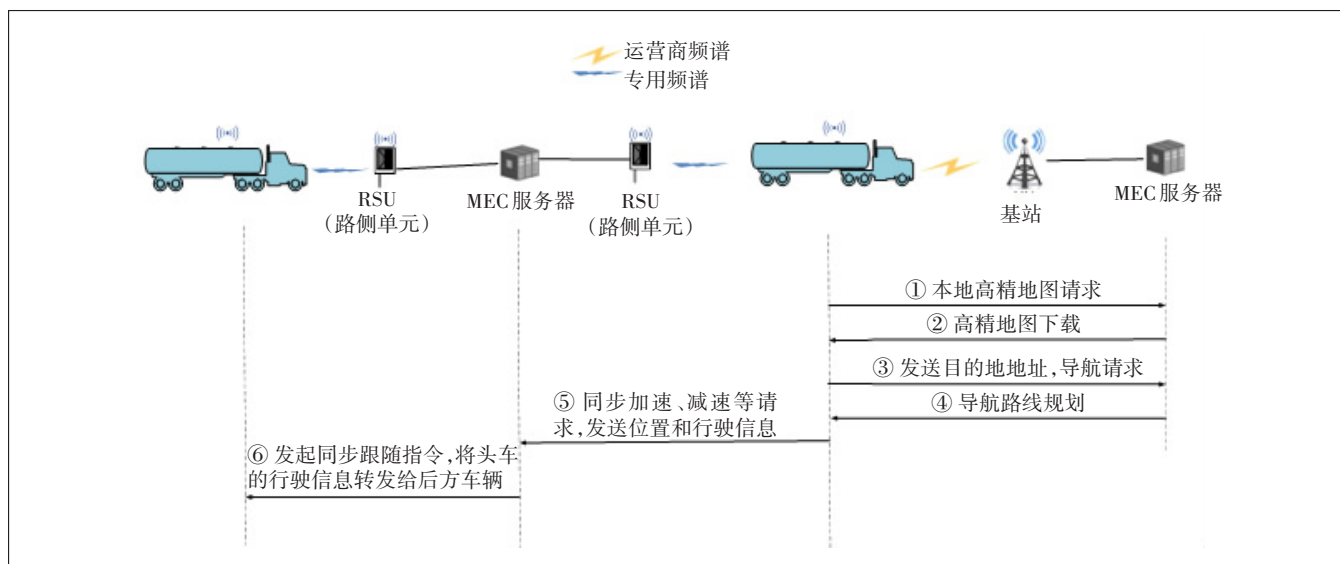 运营商频谱
专用频谱
RSU
（路侧单元）
MEC服务器
RSU
（路侧单元）
基站
MEC服务器
① 本地高精地图请求
② 高精地图下载
③ 发送目的地地址,导航请求
④ 导航路线规划
⑤ 同步加速、减速等请
求,发送位置和行驶信息
⑥ 发起同步跟随指令,将头车
的行驶信息转发给后方车辆